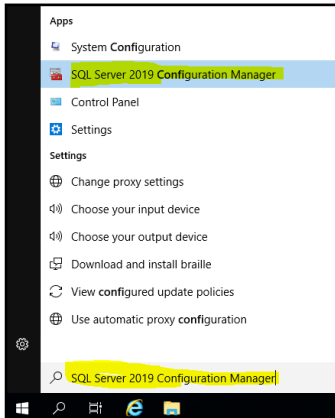 Apps
System Configuration
SQL Server 2019 Configuration Manager
Control Panel
Settings
Settings
Change proxy settings
Choose your input device
Choose your output device
Download and install braille
View configured update policies
Use automatic proxy configuration
SQL Server 2019 Configuration Manager